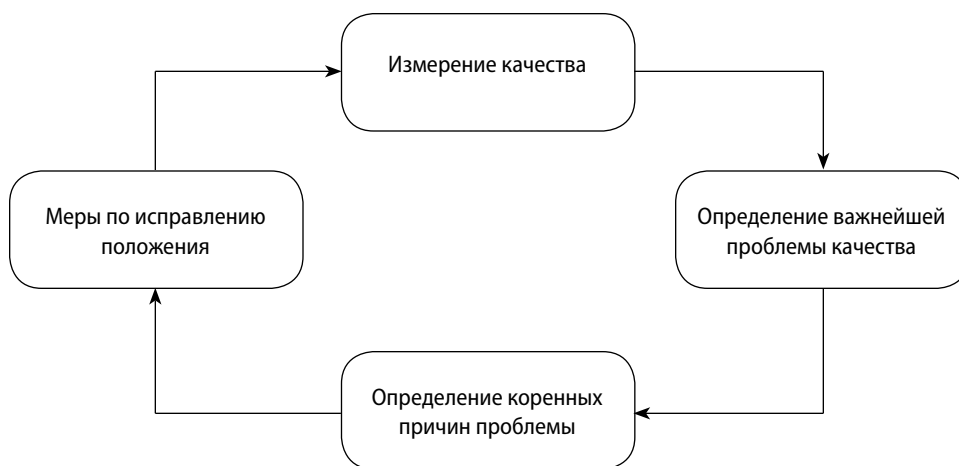 Измерение качества
Меры по исправлению
положения
Определение важнейшей
проблемы качества
Определение коренных
причин проблемы